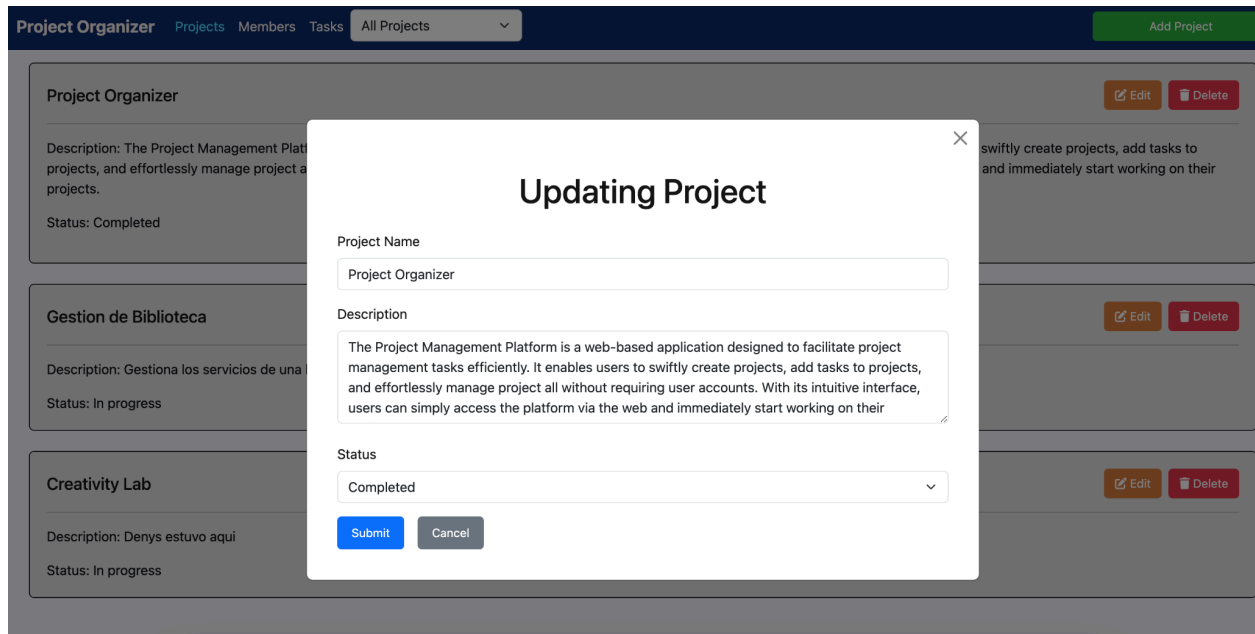 Project Organizer Projects Members Tasks All Projects Add Project
Project Organizer Edit Delete
Description: The Project Management swiftly create projects, add tasks to
projects, and effortlessly manage project and immediately start working on their
projects.
Status: Completed
Updating Project
Project Name
Project Organizer
Description
The Project Management Platform is a web-based application designed to facilitate project
management tasks efficiently. It enables users to swiftly create projects, add tasks to projects,
and effortlessly manage project all without requiring user accounts. With its intuitive interface,
users can simply access the platform via the web and immediately start working on their
Status
Completed
Submit Cancel
Gestion de Biblioteca Edit Delete
Description: Gestiona los servicios de una
Status: In progress
Creativity Lab Edit Delete
Description: Denys estuvo aqui
Status: In progress